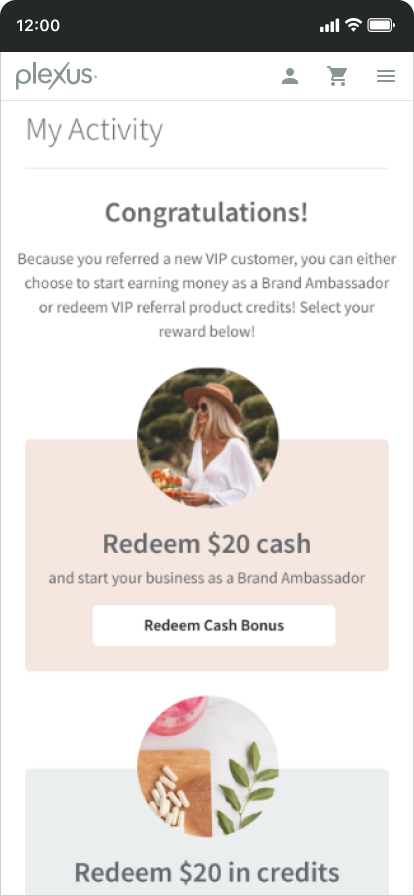 12:00
plexus
My Activity
Congratulations!
Because you referred a new VIP customer, you can either
choose to start earning money as a Brand Ambassador
or redeem VIP referral product credits! Select your
reward below!
Redeem $20 cash
and start your business as a Brand Ambassador
Redeem Cash Bonus
Redeem $20 in credits